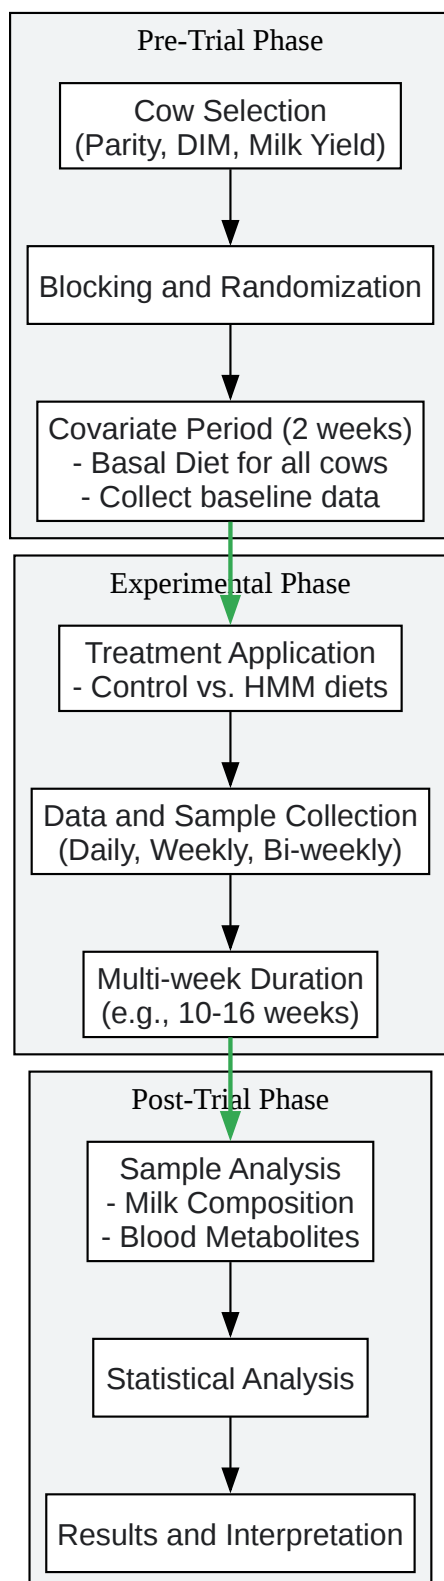 Pre-Trial Phase
Cow Selection
(Parity, DIM, Milk Yield)
Blocking and Randomization
Covariate Period (2 weeks)
- Basal Diet for all cows
- Collect baseline data
Experimental Phase
Treatment Application
- Control vs. HMM diets
Data and Sample Collection
(Daily, Weekly, Bi-weekly)
Multi-week Duration
(e.g., 10-16 weeks)
Post-Trial Phase
Sample Analysis
- Milk Composition
- Blood Metabolites
Statistical Analysis
Results and Interpretation